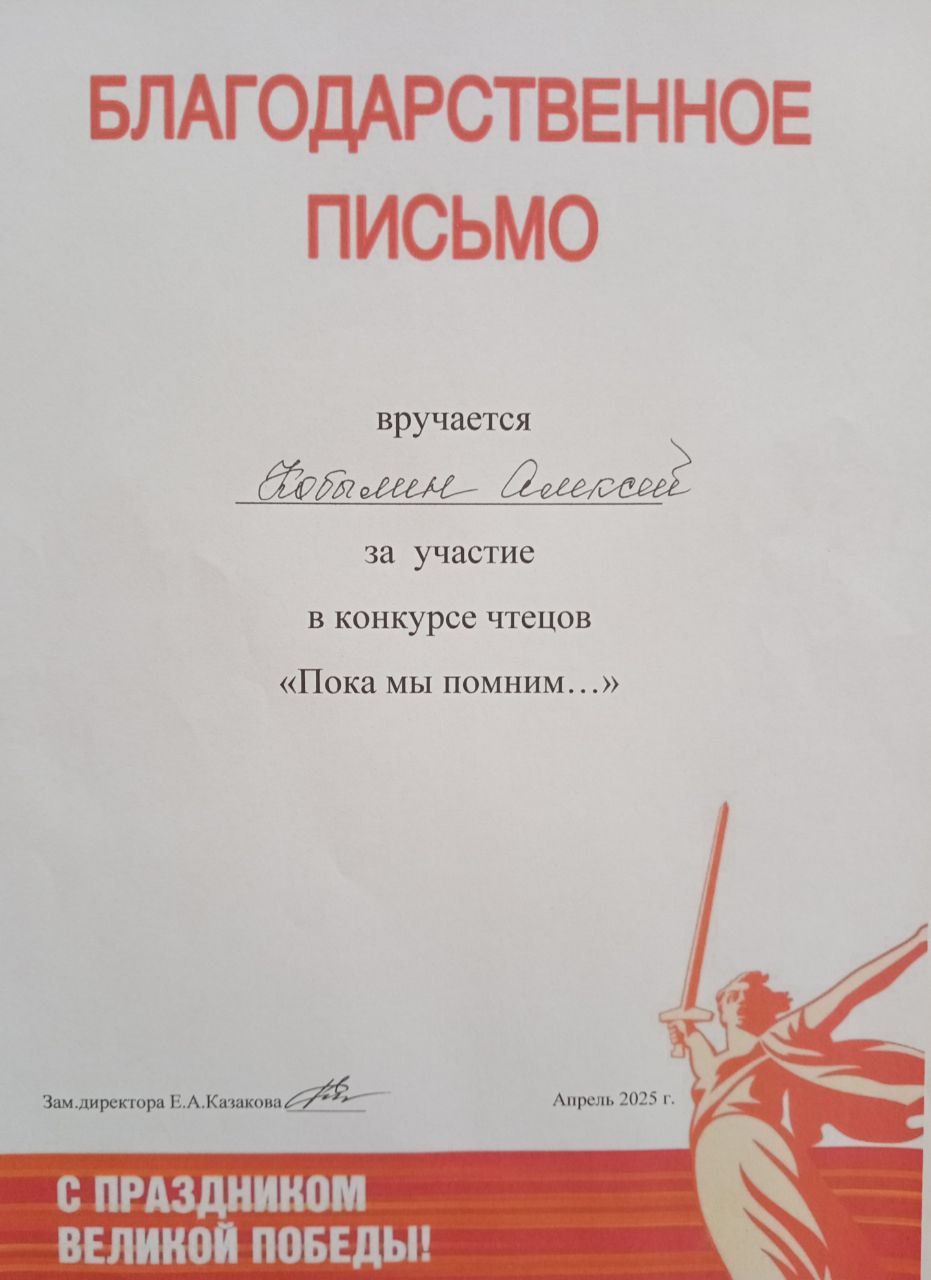 БЛАГОДАРСТВЕННОЕ
ПИСЬМО
вручается
Кобылин Алексей
за участие
в конкурсе чтецов
«Пока мы помним…»
Зам.директора Е.А.Казакова
Апрель 2025 г.
С ПРАЗДНИКОМ
ВЕЛИКОЙ ПОБЕДЫ!